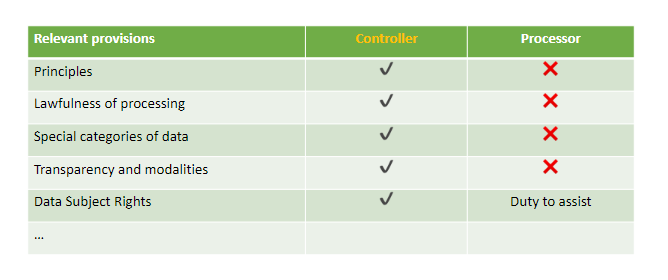 Relevant provisions Controller Processor
Principles ✔ ❌
Lawfulness of processing ✔ ❌
Special categories of data ✔ ❌
Transparency and modalities ✔ ❌
Data Subject Rights ✔ Duty to assist
...